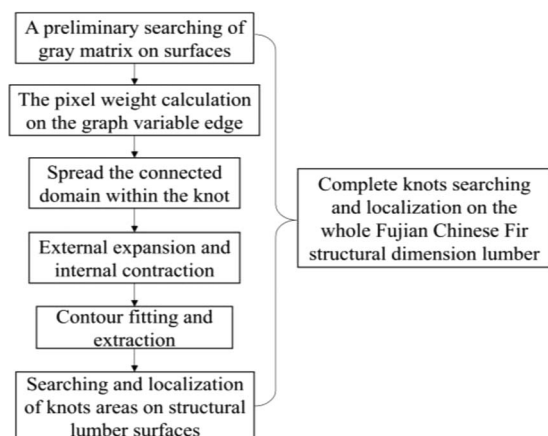 A preliminary searching of
gray matrix on surfaces
The pixel weight calculation
on the graph variable edge
Spread the connected
domain within the knot
External expansion and
internal contraction
Contour fitting and
extraction
Searching and localization
of knots areas on structural
lumber surfaces
Complete knots searching
and localization on the
whole Fujian Chinese Fir
structural dimension lumber